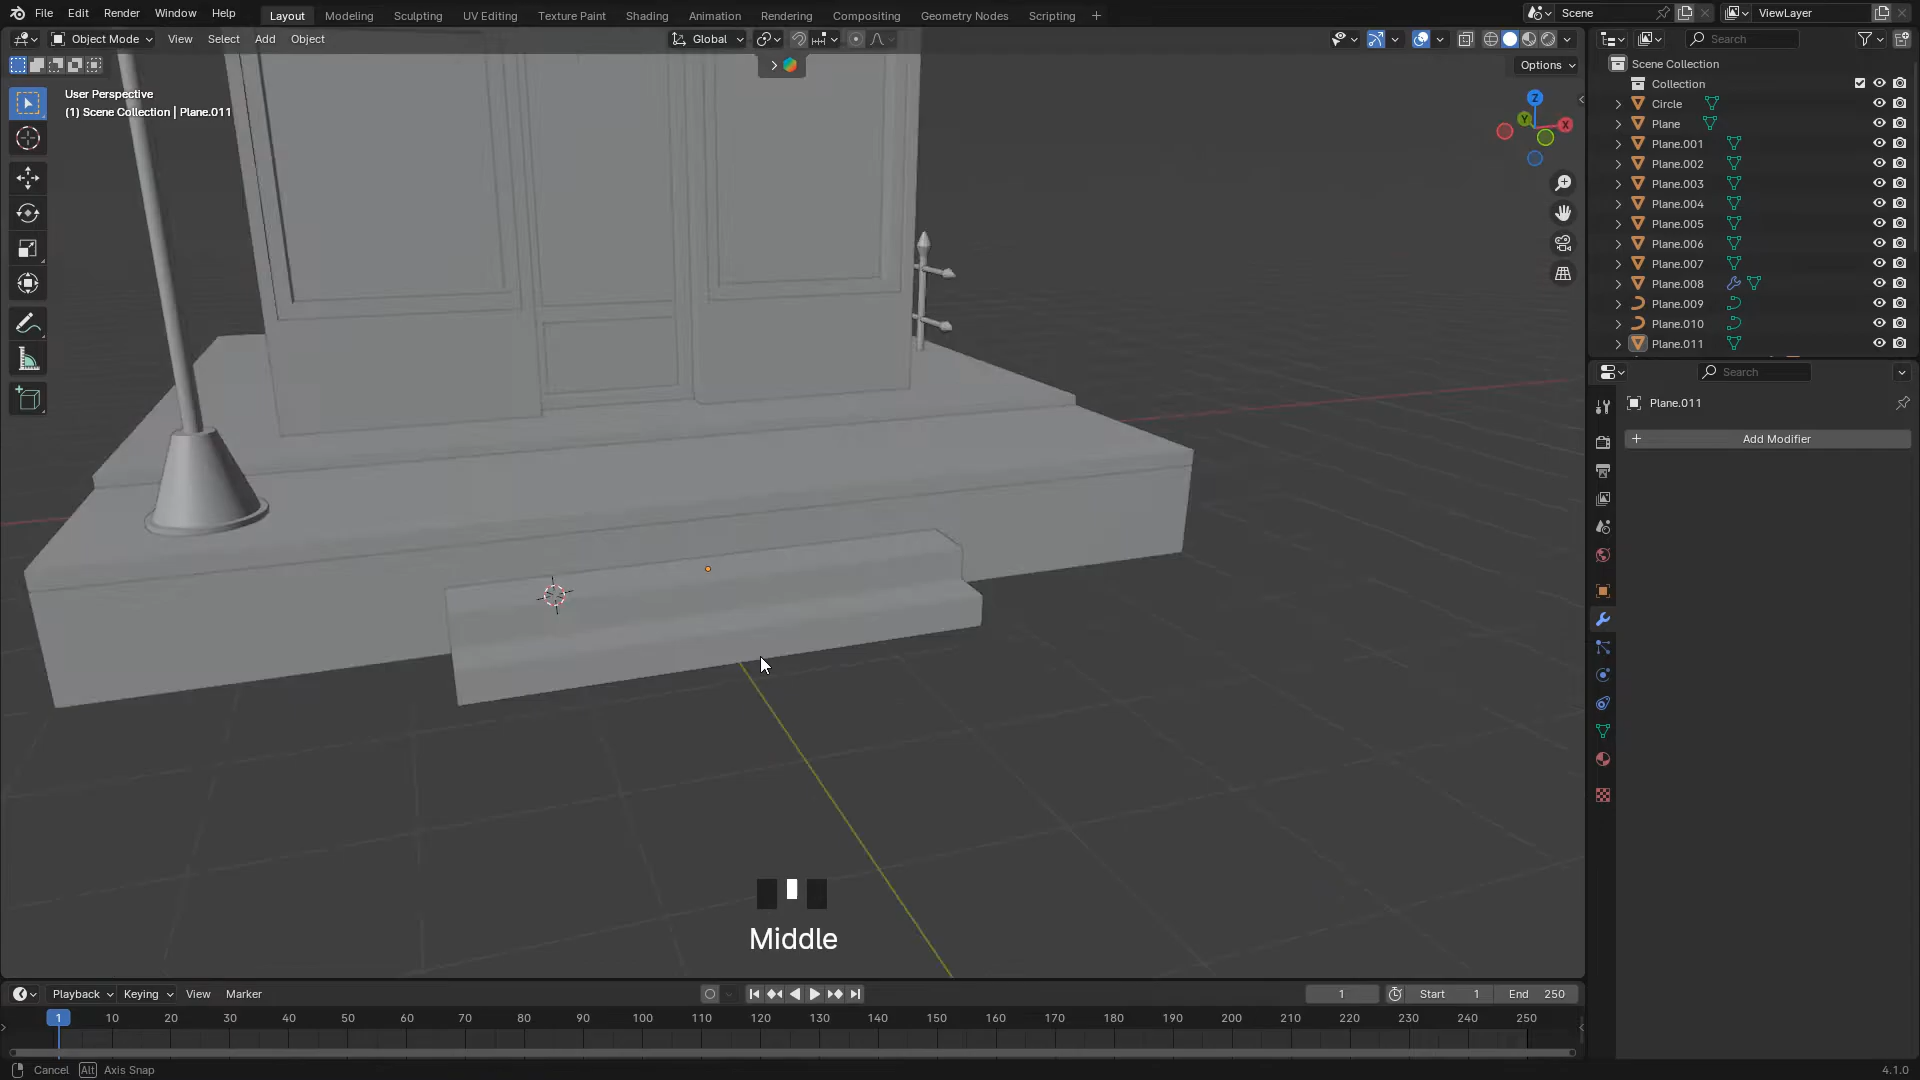 File Edit Render Window Help
Layout Modeling Sculpting UV Editing Texture Paint Shading Animation Rendering Compositing Geometry Nodes Scripting
Scene
ViewLayer
Object Mode View Select Add Object
Global
Search
Options
User Perspective
(1) Scene Collection | Plane.011
Z
Y
X
Scene Collection
Collection
Circle
Plane
Plane.001
Plane.002
Plane.003
Plane.004
Plane.005
Plane.006
Plane.007
Plane.008
Plane.009
Plane.010
Plane.011
Search
Plane.011
Add Modifier
Middle
Playback Keying View Marker
1
Start 1
End 250
1 10 20 30 40 50 60 70 80 90 100 110 120 130 140 150 160 170 180 190 200 210 220 230 240 250
Cancel Alt Axis Snap
4.1.0